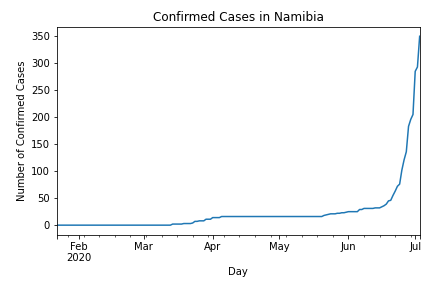 Confirmed Cases in Namibia
Number of Confirmed Cases
350
300
250
200
150
100
50
0
Feb
2020
Mar
Apr
May
Jun
Jul
Day